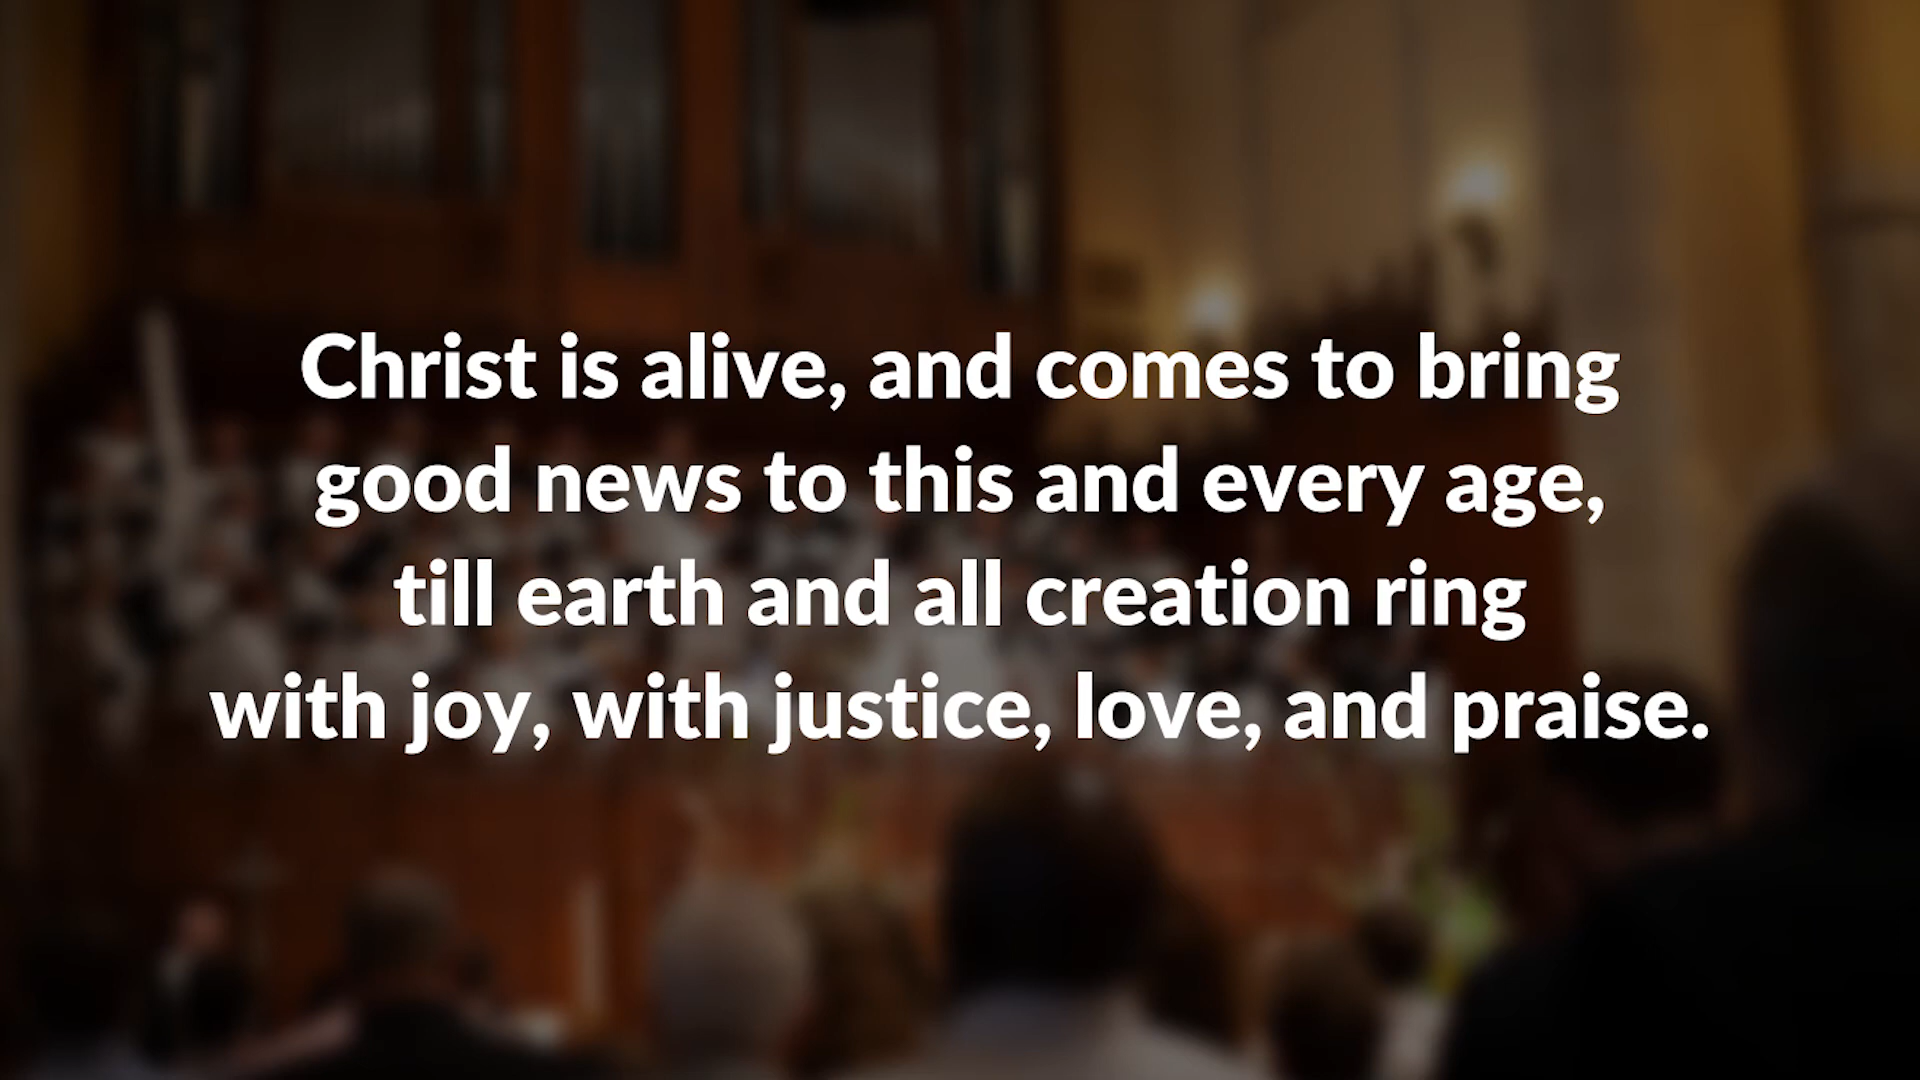 Christ is alive, and comes to bring
good news to this and every age,
till earth and all creation ring
with joy, with justice, love, and praise.